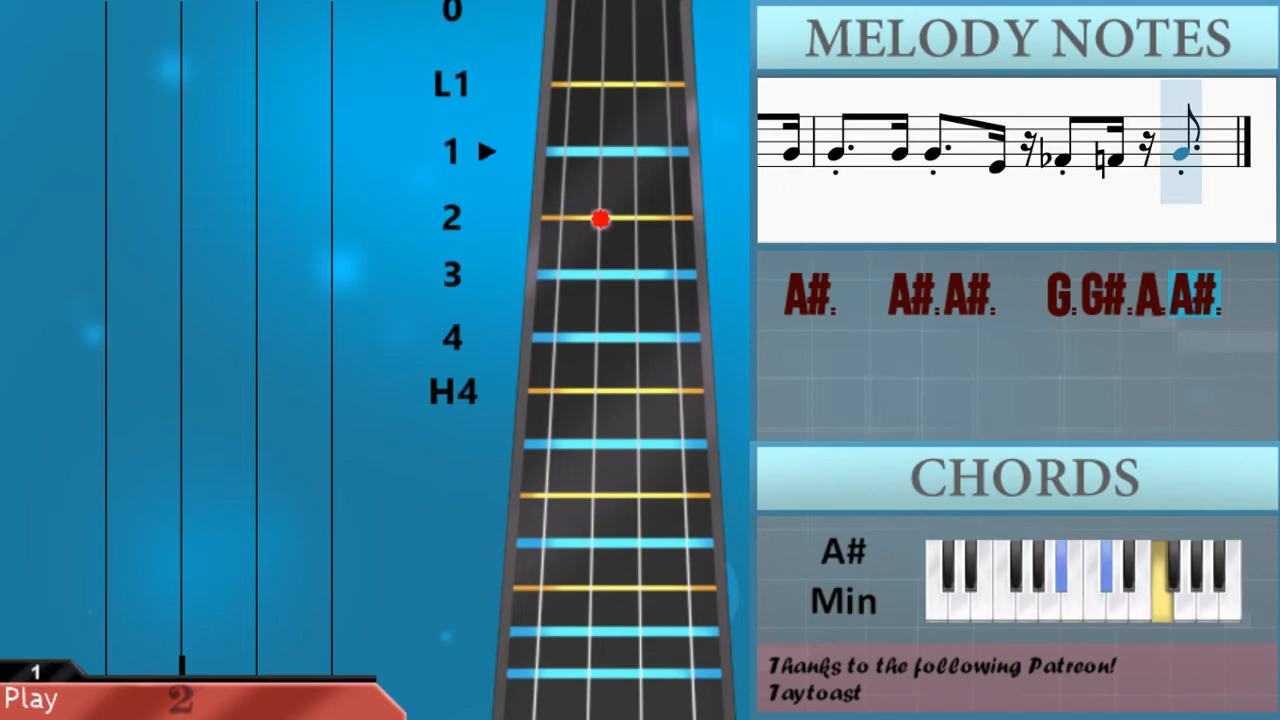 0
L1
1
2
3
4
H4
1
Play
2
MELODY NOTES
A#. A#. A#. G. G#. A. A#.
CHORDS
A#
Min
Thanks to the following Patreon!
Taytoast